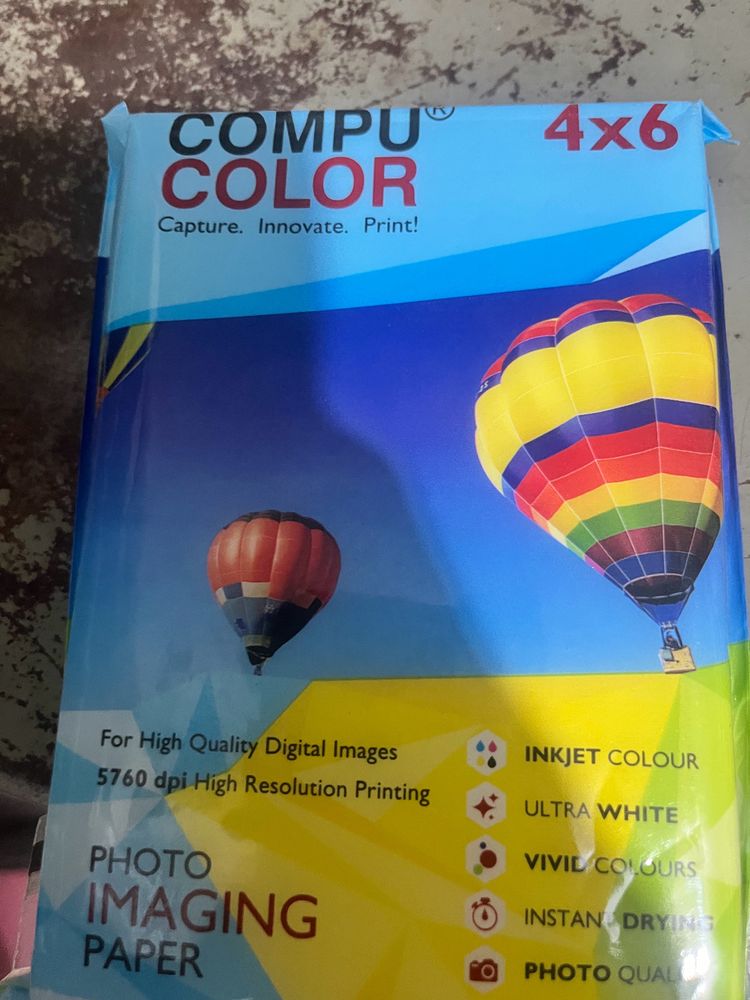 COMPU®
4x6
COLOR
Capture. Innovate. Print!
For High Quality Digital Images
5760 dpi High Resolution Printing
PHOTO
IMAGING
PAPER
INKJET COLOUR
ULTRA WHITE
VIVID COLOURS
INSTANT DRYING
PHOTO